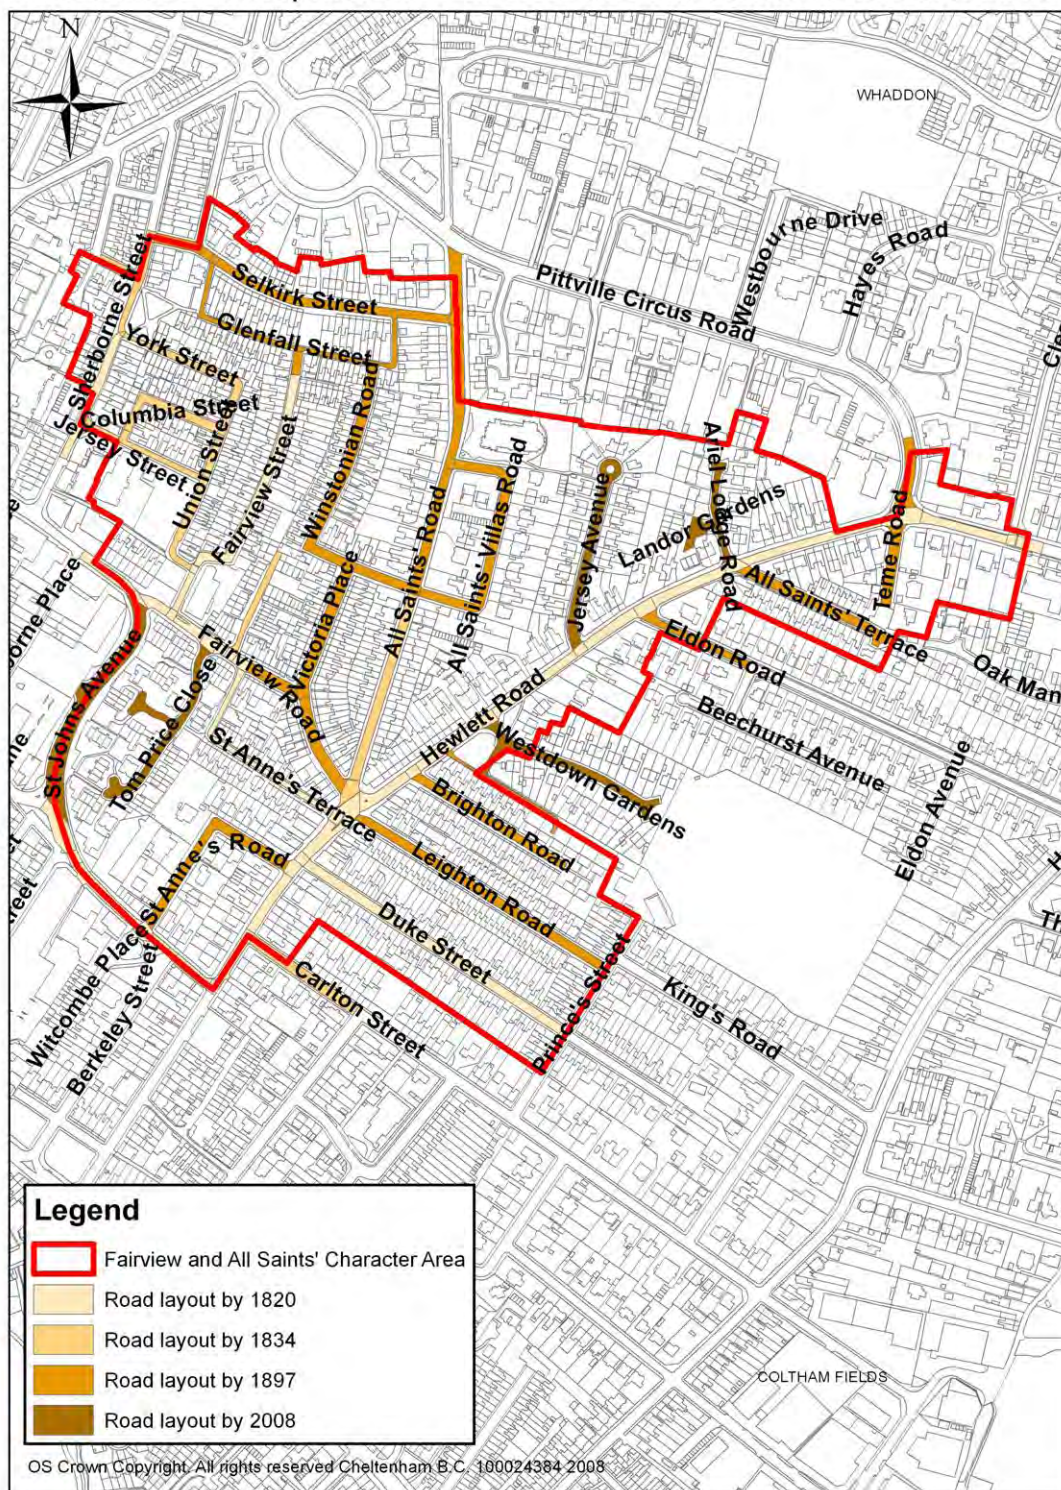 N
WHADDON
Westbourne Drive
Hayes Road
Pittville Circus Road
Sherborne Street
Selkirk Street
Glenfall Street
York Street
Columbia Street
Jersey Street
Union Street
Fairview Street
Winstonian Road
All Saints' Road
All Saints' Villas Road
Jersey Avenue
Ariel Lodge Road
Landor Gardens
Teme Road
All Saints' Terrace
Eldon Road
Oak Man
Beechurst Avenue
Eldon Avenue
Victoria Place
Fairview Road
Hewlett Road
borne Place
St Johns Avenue
Tom Price Close
St Anne's Terrace
Westdown Gardens
Brighton Road
Leighton Road
St Anne's Road
Duke Street
Prince's Street
King's Road
Carlton Street
Witcombe Place
Berkeley Street
Th
COLTHAM FIELDS
Legend
Fairview and All Saints' Character Area
Road layout by 1820
Road layout by 1834
Road layout by 1897
Road layout by 2008
OS Crown Copyright. All rights reserved Cheltenham B.C. 100024384 2008